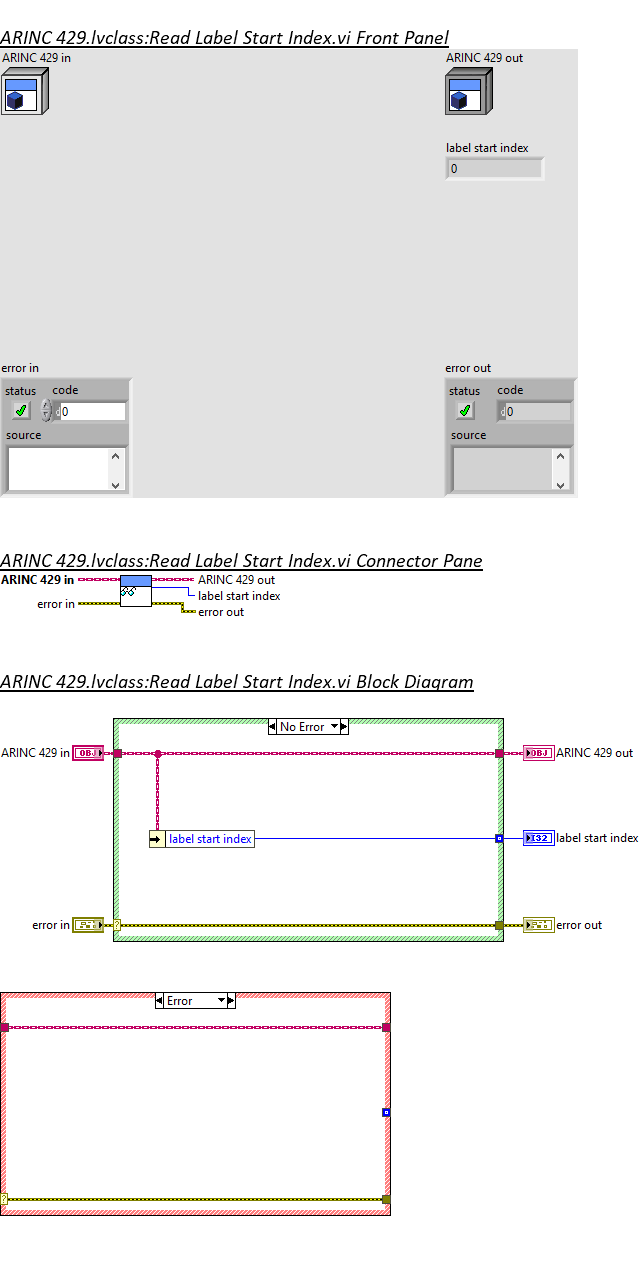 ARINC 429.lvclass:Read Label Start Index.vi Front Panel
ARINC 429 in
ARINC 429 out
label start index
0
error in
error out
status code
status code
0
0
source
source
ARINC 429.lvclass:Read Label Start Index.vi Connector Pane
ARINC 429 in
ARINC 429 out
label start index
error in
error out
ARINC 429.lvclass:Read Label Start Index.vi Block Diagram
No Error
ARINC 429 in
OBJ
OBJ
ARINC 429 out
label start index
I32
label start index
error in
?
error out
Error
?